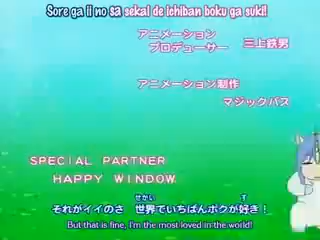 Sore ga ii no sa sekai de ichiban boku ga suki!
アニメーション
プロデューサー 三上鉄男
アニメーション制作
マジックバス
SPECIAL PARTNER
HAPPY WINDOW
せかい す
それがイイのさ 世界でいちばんボクが好き!
But that is fine, I'm the most loved in the world!